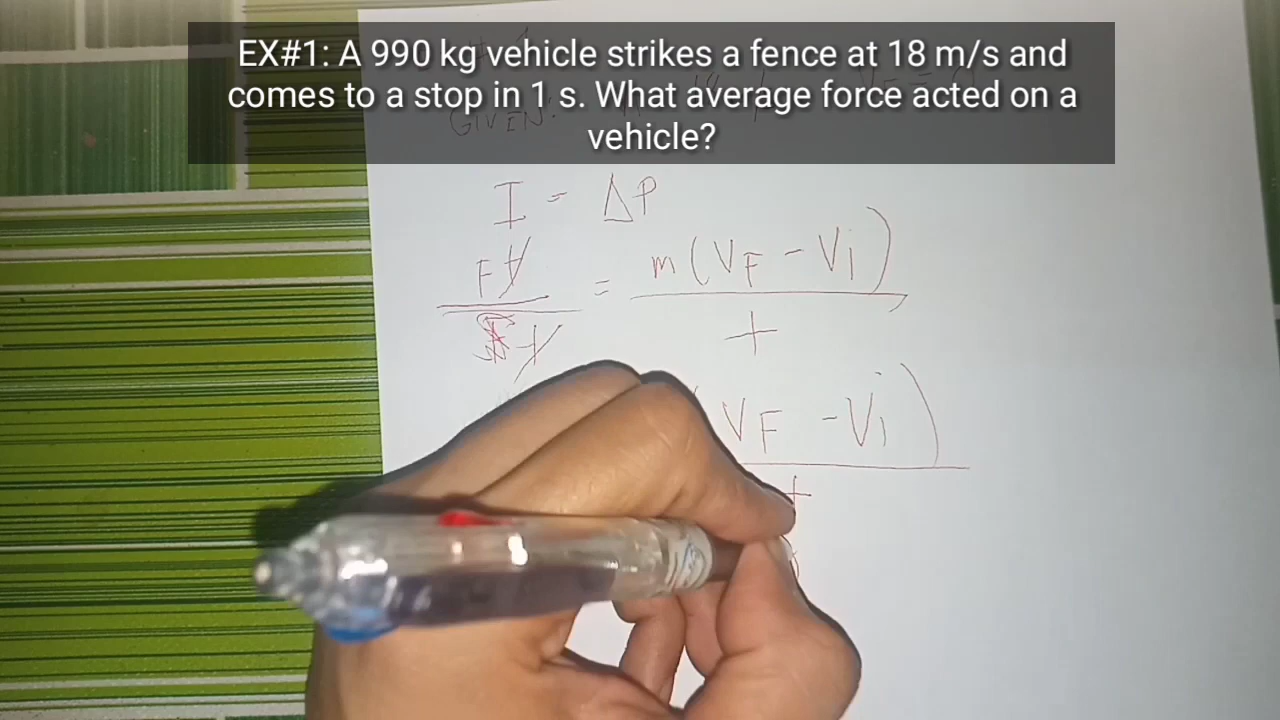 EX#1: A 990 kg vehicle strikes a fence at 18 m/s and
comes to a stop in 1 s. What average force acted on a
vehicle?
GIVEN:
I = ΔP
Ft = m(VF - Vi)
t t
VF - Vi)
t